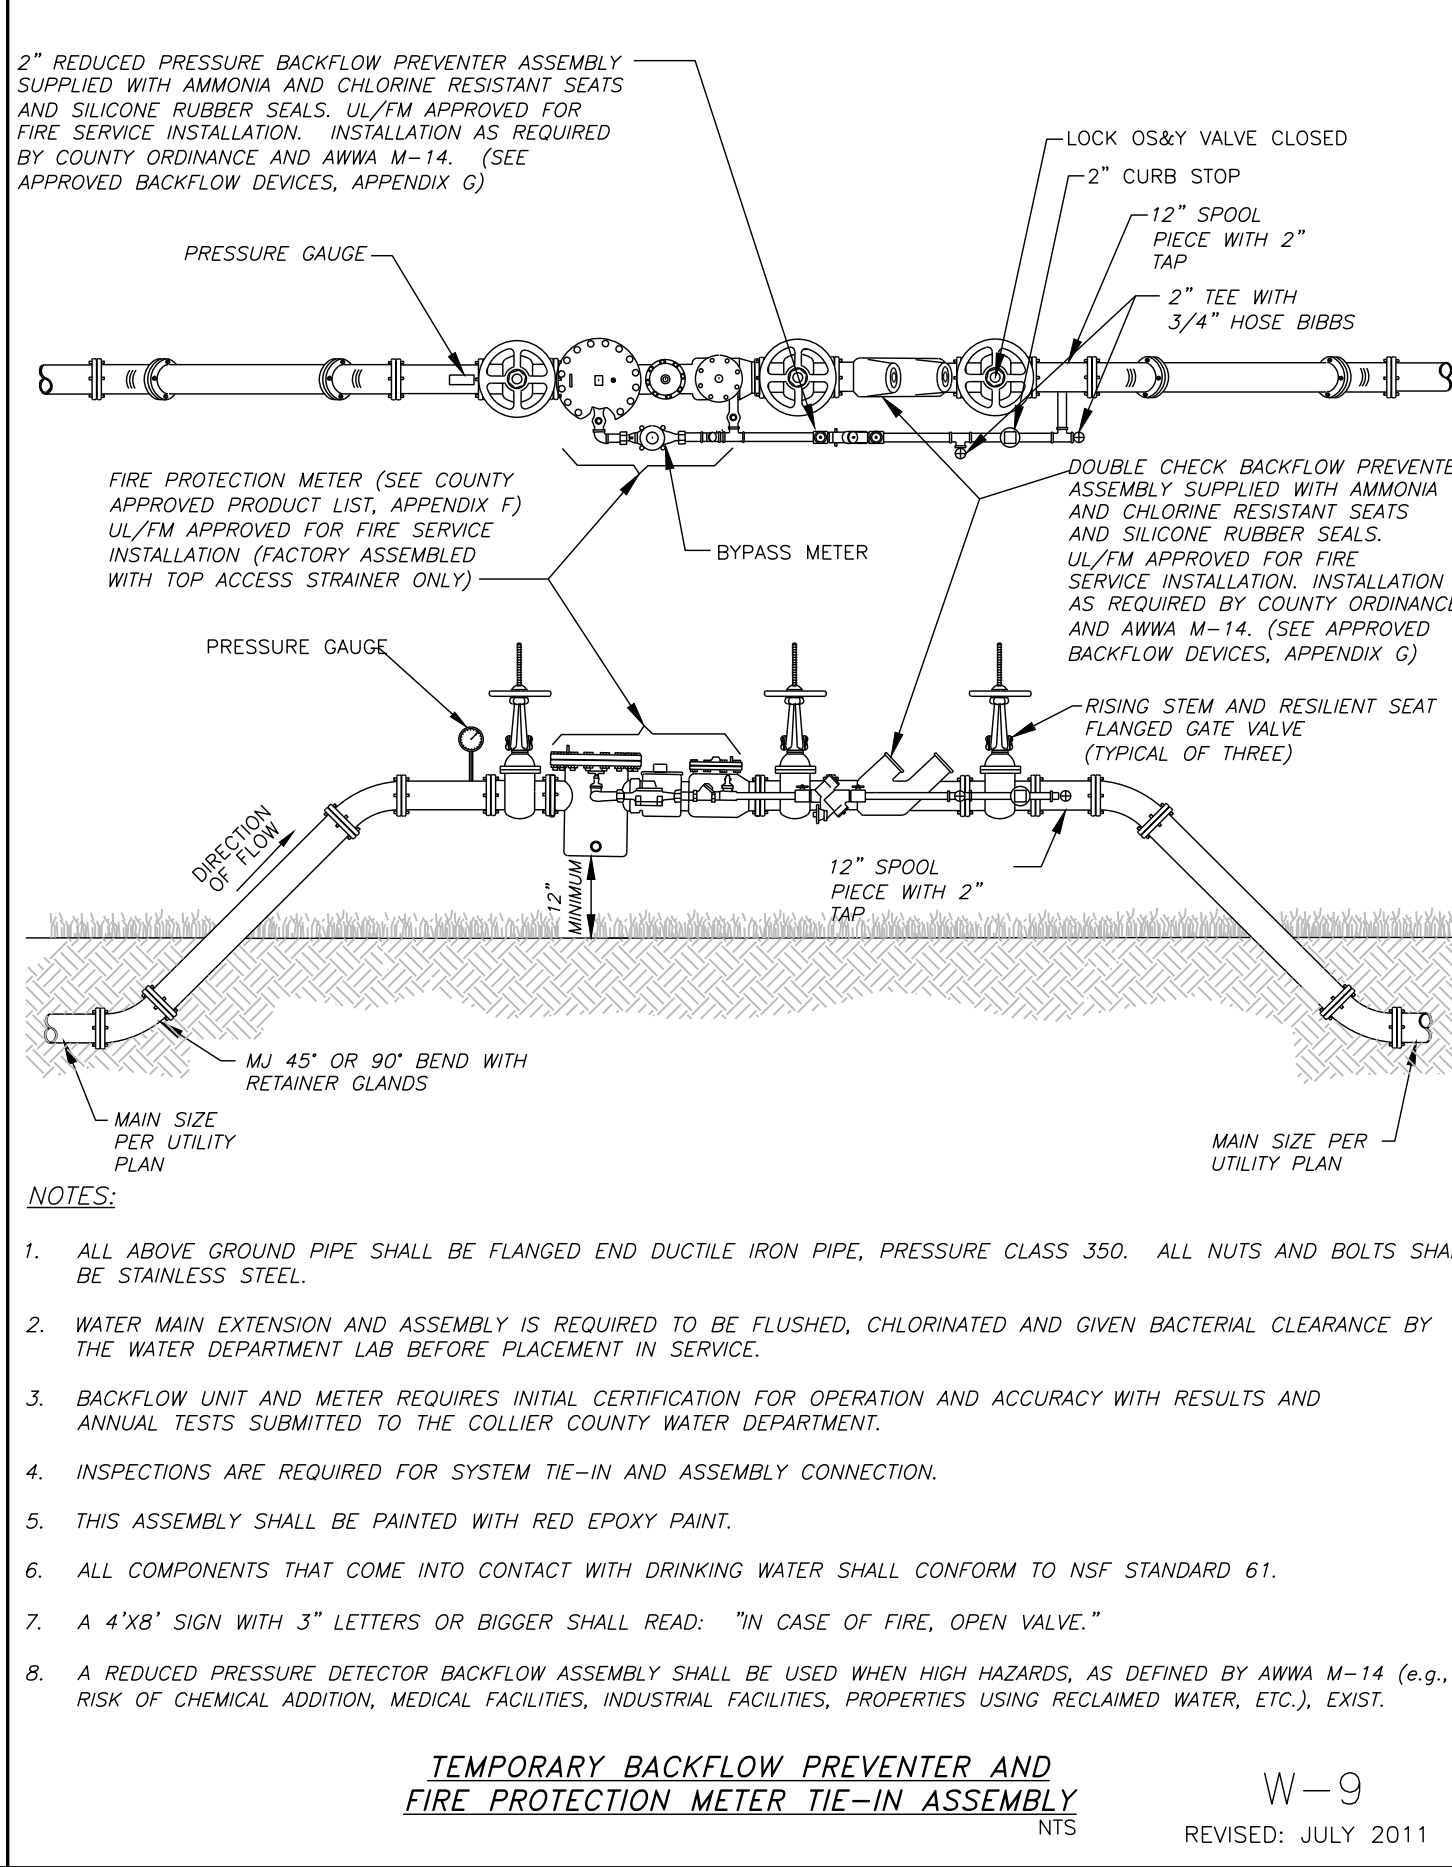 2” REDUCED PRESSURE BACKFLOW PREVENTER ASSEMBLY
SUPPLIED WITH AMMONIA AND CHLORINE RESISTANT SEATS
AND SILICONE RUBBER SEALS. UL/FM APPROVED FOR
FIRE SERVICE INSTALLATION. INSTALLATION AS REQUIRED
BY COUNTY ORDINANCE AND AWWA M-14. (SEE
APPROVED BACKFLOW DEVICES, APPENDIX G)
LOCK OS&Y VALVE CLOSED
2” CURB STOP
12” SPOOL
PIECE WITH 2”
TAP
PRESSURE GAUGE
2” TEE WITH
3/4” HOSE BIBBS
FIRE PROTECTION METER (SEE COUNTY
APPROVED PRODUCT LIST, APPENDIX F)
UL/FM APPROVED FOR FIRE SERVICE
INSTALLATION (FACTORY ASSEMBLED
WITH TOP ACCESS STRAINER ONLY)
BYPASS METER
DOUBLE CHECK BACKFLOW PREVENTE
ASSEMBLY SUPPLIED WITH AMMONIA
AND CHLORINE RESISTANT SEATS
AND SILICONE RUBBER SEALS.
UL/FM APPROVED FOR FIRE
SERVICE INSTALLATION. INSTALLATION
AS REQUIRED BY COUNTY ORDINANCE
AND AWWA M-14. (SEE APPROVED
BACKFLOW DEVICES, APPENDIX G)
PRESSURE GAUGE
RISING STEM AND RESILIENT SEAT
FLANGED GATE VALVE
(TYPICAL OF THREE)
DIRECTION
OF FLOW
12”
MINIMUM
12” SPOOL
PIECE WITH 2”
TAP
MJ 45° OR 90° BEND WITH
RETAINER GLANDS
MAIN SIZE
PER UTILITY
PLAN
MAIN SIZE PER
UTILITY PLAN
NOTES:
1. ALL ABOVE GROUND PIPE SHALL BE FLANGED END DUCTILE IRON PIPE, PRESSURE CLASS 350. ALL NUTS AND BOLTS SHA
BE STAINLESS STEEL.
2. WATER MAIN EXTENSION AND ASSEMBLY IS REQUIRED TO BE FLUSHED, CHLORINATED AND GIVEN BACTERIAL CLEARANCE BY
THE WATER DEPARTMENT LAB BEFORE PLACEMENT IN SERVICE.
3. BACKFLOW UNIT AND METER REQUIRES INITIAL CERTIFICATION FOR OPERATION AND ACCURACY WITH RESULTS AND
ANNUAL TESTS SUBMITTED TO THE COLLIER COUNTY WATER DEPARTMENT.
4. INSPECTIONS ARE REQUIRED FOR SYSTEM TIE-IN AND ASSEMBLY CONNECTION.
5. THIS ASSEMBLY SHALL BE PAINTED WITH RED EPOXY PAINT.
6. ALL COMPONENTS THAT COME INTO CONTACT WITH DRINKING WATER SHALL CONFORM TO NSF STANDARD 61.
7. A 4'X8' SIGN WITH 3” LETTERS OR BIGGER SHALL READ: ”IN CASE OF FIRE, OPEN VALVE.”
8. A REDUCED PRESSURE DETECTOR BACKFLOW ASSEMBLY SHALL BE USED WHEN HIGH HAZARDS, AS DEFINED BY AWWA M-14 (e.g.,
RISK OF CHEMICAL ADDITION, MEDICAL FACILITIES, INDUSTRIAL FACILITIES, PROPERTIES USING RECLAIMED WATER, ETC.), EXIST.
TEMPORARY BACKFLOW PREVENTER AND
FIRE PROTECTION METER TIE-IN ASSEMBLY
NTS
W-9
REVISED: JULY 2011